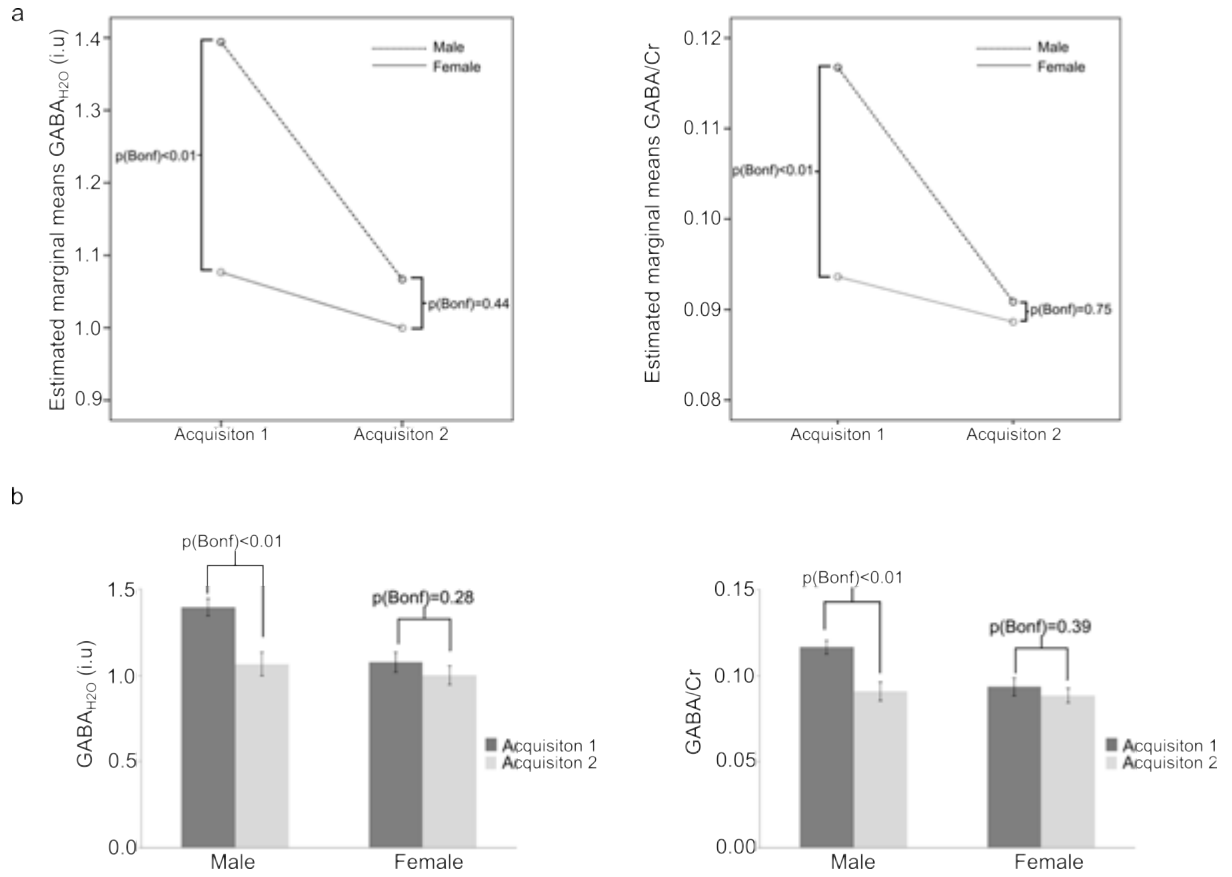 a
Estimated marginal means GABA_H2O (i.u)
1.4
1.3
1.2
1.1
1.0
0.9
Male
Female
p(Bonf)<0.01
p(Bonf)=0.44
Acquisiton 1
Acquisiton 2
Estimated marginal means GABA/Cr
0.12
0.11
0.10
0.09
0.08
Male
Female
p(Bonf)<0.01
p(Bonf)=0.75
Acquisiton 1
Acquisiton 2
b
GABA_H2O (i.u)
1.5
1.0
0.5
0.0
p(Bonf)<0.01
p(Bonf)=0.28
Male
Female
Acquisiton 1
Acquisiton 2
GABA/Cr
0.15
0.10
0.05
0.00
p(Bonf)<0.01
p(Bonf)=0.39
Male
Female
Acquisiton 1
Acquisiton 2